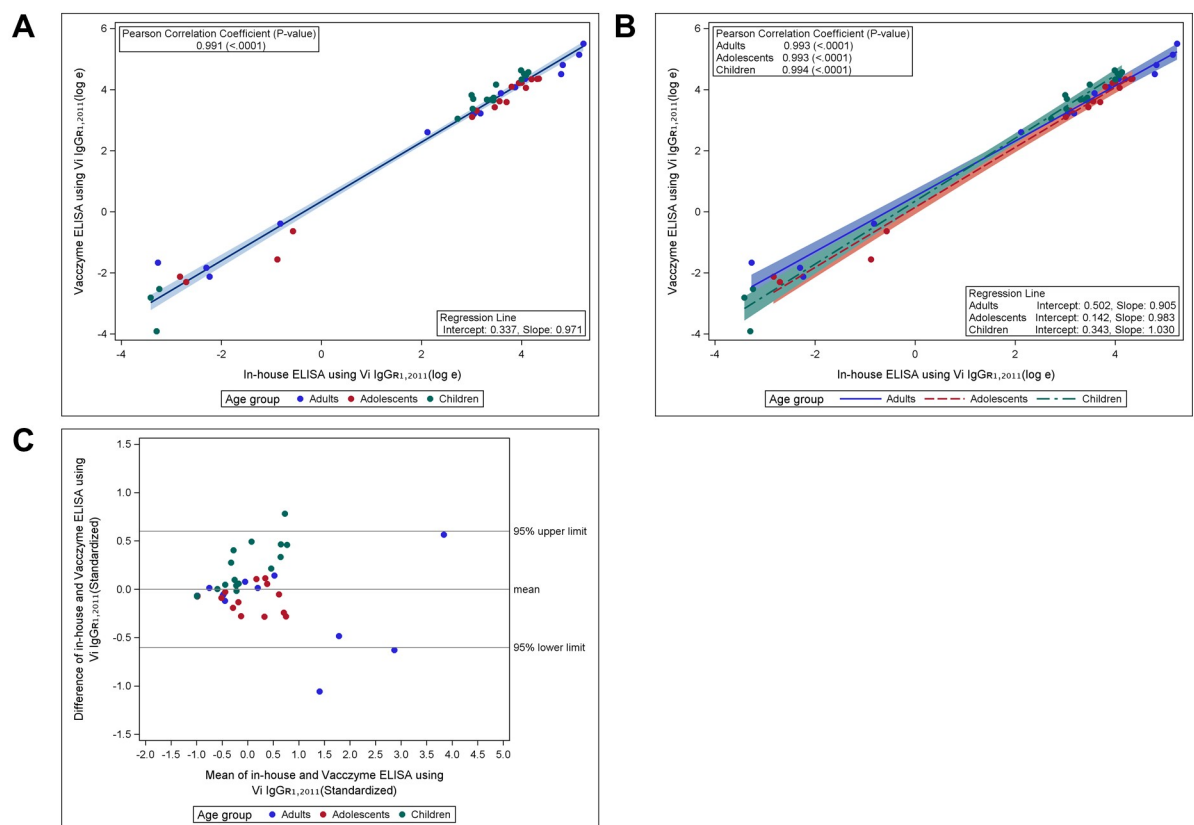 A
Pearson Correlation Coefficient (P-value)
0.991 (<.0001)
Vacczyme ELISA using Vi IgGR1,2011(log e)
6
4
2
0
-2
-4
Regression Line
Intercept: 0.337, Slope: 0.971
-4 -2 0 2 4
In-house ELISA using Vi IgGR1,2011(log e)
Age group Adults Adolescents Children
B
Pearson Correlation Coefficient (P-value)
Adults 0.993 (<.0001)
Adolescents 0.993 (<.0001)
Children 0.994 (<.0001)
Vacczyme ELISA using Vi IgGR1,2011(log e)
6
4
2
0
-2
-4
Regression Line
Adults Intercept: 0.502, Slope: 0.905
Adolescents Intercept: 0.142, Slope: 0.983
Children Intercept: 0.343, Slope: 1.030
-4 -2 0 2 4
In-house ELISA using Vi IgGR1,2011(log e)
Age group Adults Adolescents Children
C
Difference of in-house and Vacczyme ELISA using
Vi IgGR1,2011(Standardized)
1.5
1.0
0.5
0.0
-0.5
-1.0
-1.5
95% upper limit
mean
95% lower limit
-2.0 -1.5 -1.0 -0.5 0.0 0.5 1.0 1.5 2.0 2.5 3.0 3.5 4.0 4.5 5.0
Mean of in-house and Vacczyme ELISA using
Vi IgGR1,2011(Standardized)
Age group Adults Adolescents Children